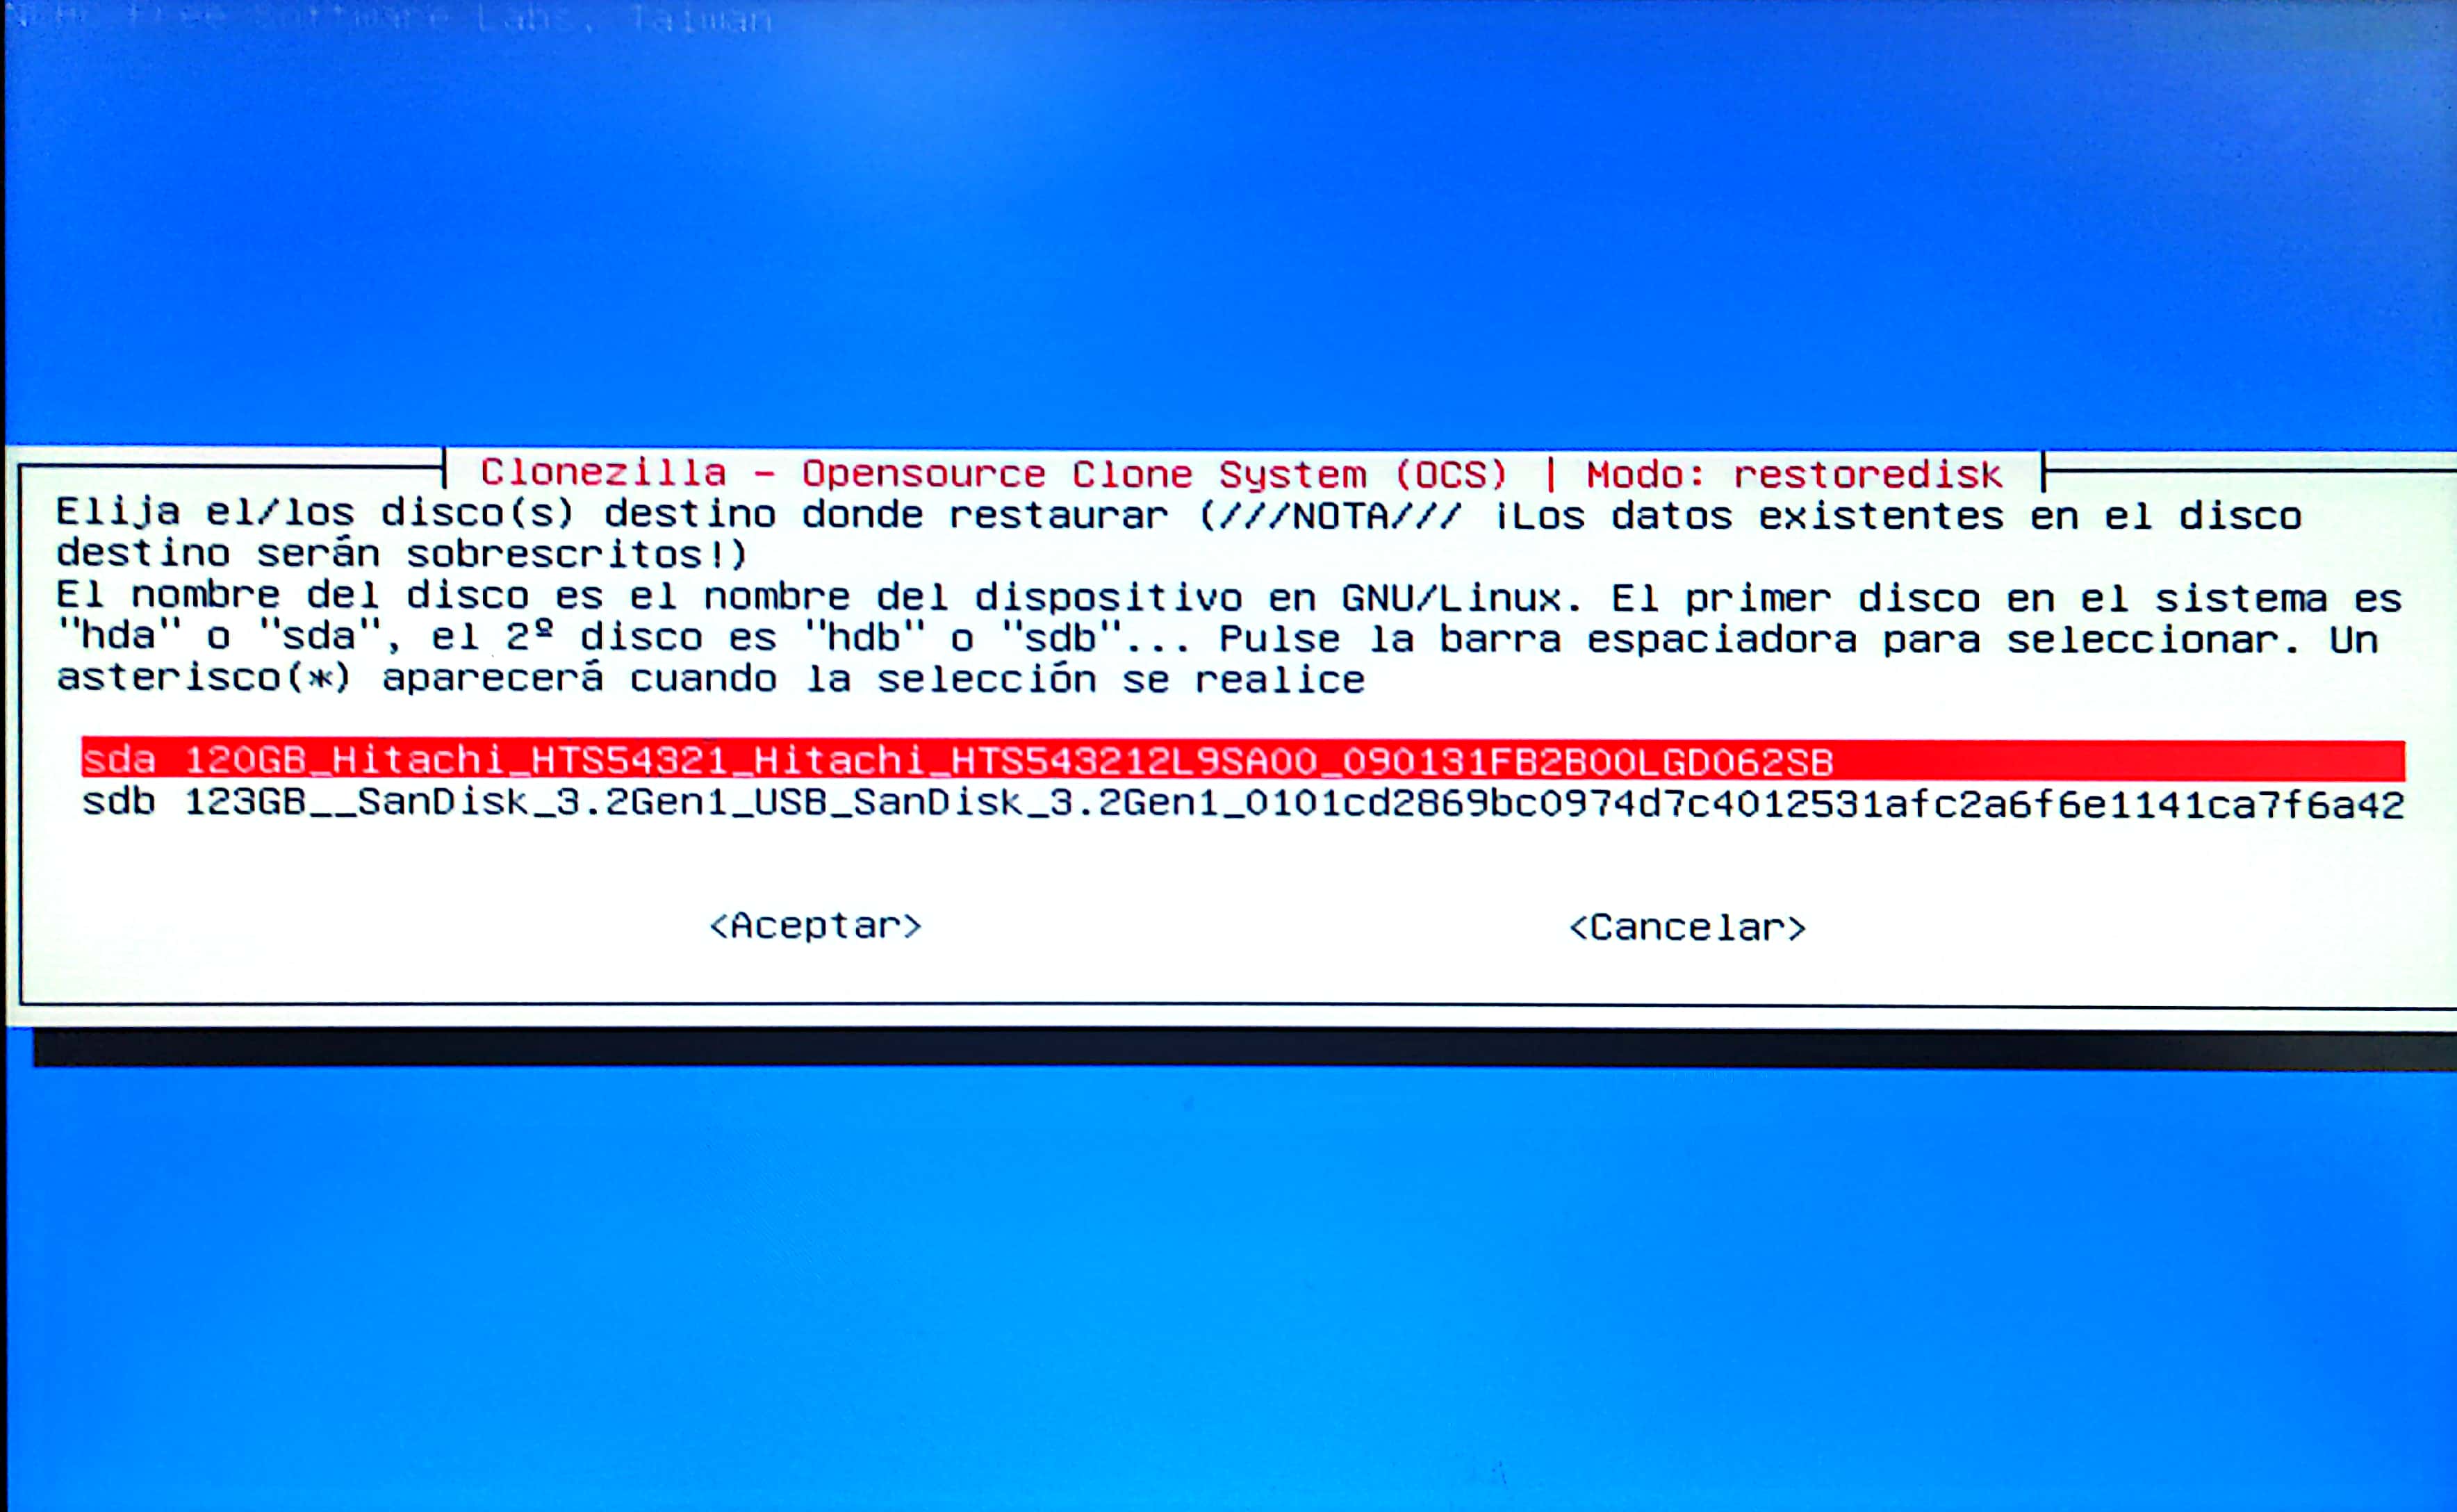 Free Software Labs, Taiwan
Clonezilla - Opensource Clone System (OCS) | Modo: restoredisk
Elija el/los disco(s) destino donde restaurar (///NOTA/// ¡Los datos existentes en el disco
destino serán sobrescritos!)
El nombre del disco es el nombre del dispositivo en GNU/Linux. El primer disco en el sistema es
"hda" o "sda", el 2º disco es "hdb" o "sdb"... Pulse la barra espaciadora para seleccionar. Un
asterisco(*) aparecerá cuando la selección se realice
sda 120GB_Hitachi_HTS54321_Hitachi_HTS543212L9SA00_090131FB2B00LGD062SB
sdb 123GB__SanDisk_3.2Gen1_USB_SanDisk_3.2Gen1_0101cd2869bc0974d7c4012531afc2a6f6e1141ca7f6a42
<Aceptar> <Cancelar>